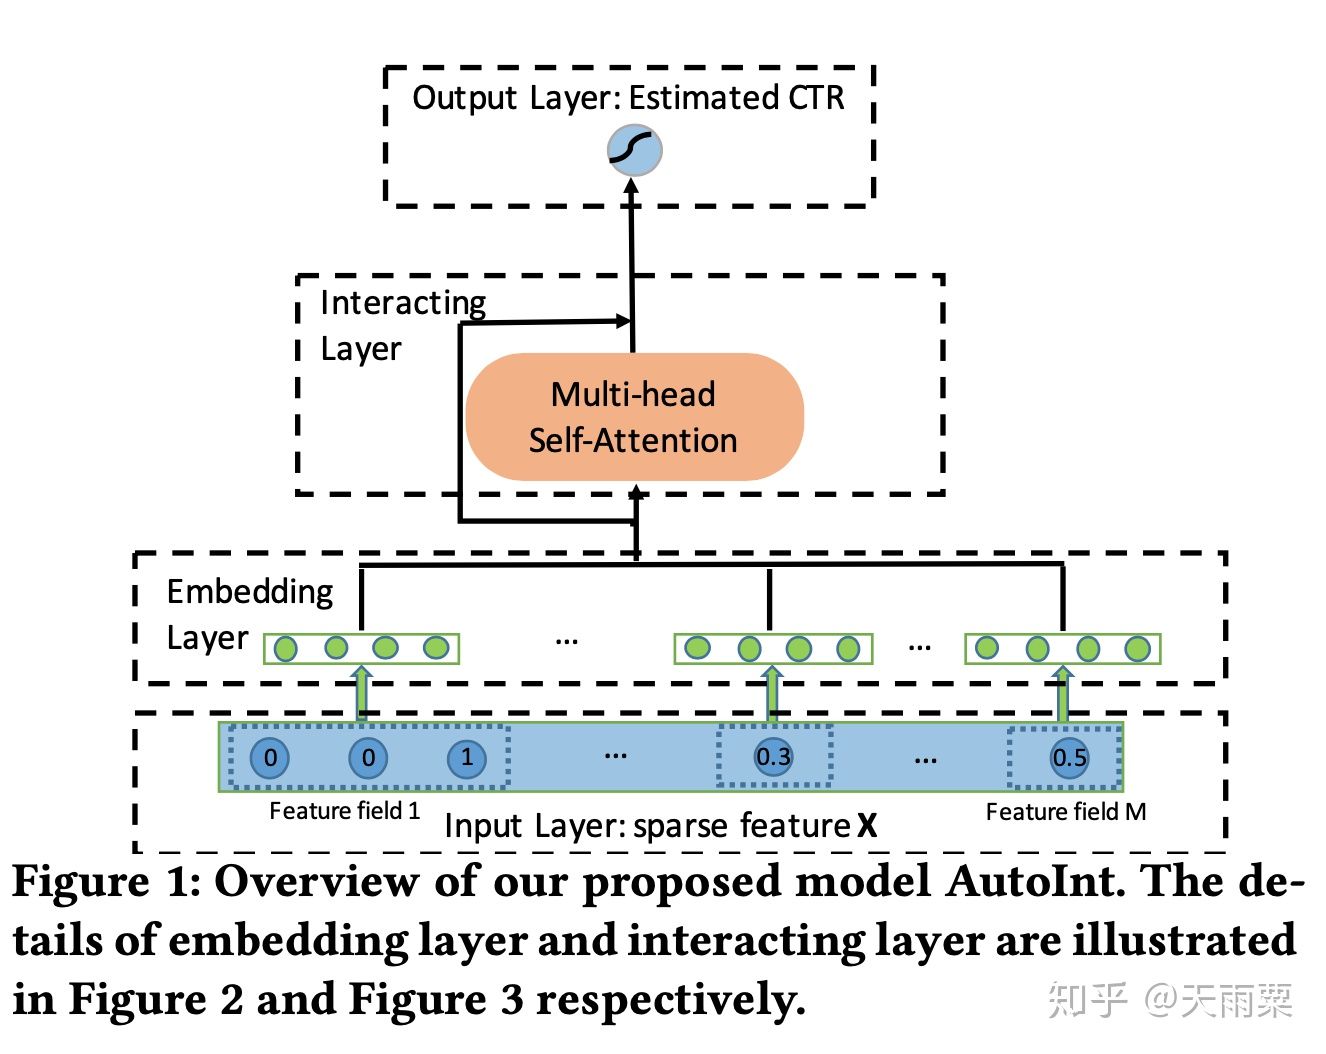 Output Layer: Estimated CTR
Interacting
Layer
Multi-head
Self-Attention
Embedding
Layer
...
...
0
0
1
...
0.3
...
0.5
Feature field 1
Feature field M
Input Layer: sparse feature X
Figure 1: Overview of our proposed model AutoInt. The de-
tails of embedding layer and interacting layer are illustrated
in Figure 2 and Figure 3 respectively.
知乎 @天雨粟